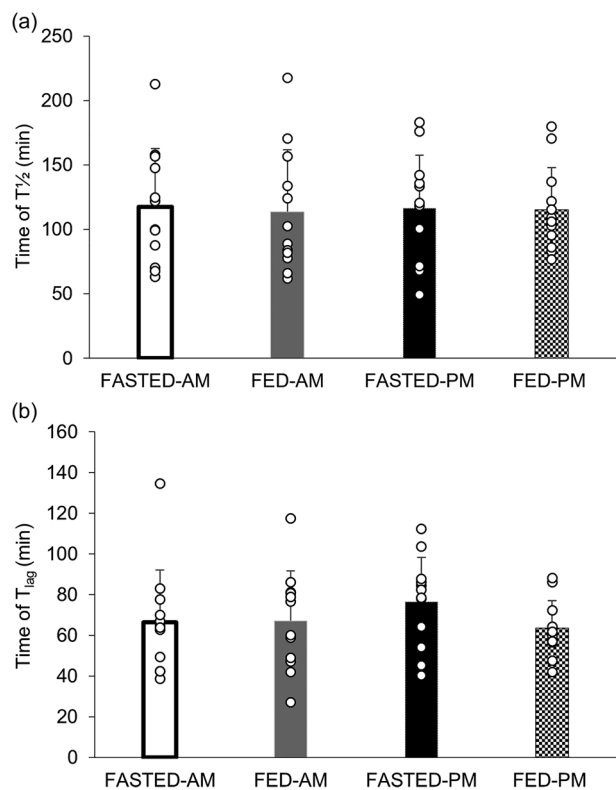 (a)
250
200
150
100
50
0
Time of T½ (min)
FASTED-AM FED-AM FASTED-PM FED-PM
(b)
160
140
120
100
80
60
40
20
0
Time of Tlag (min)
FASTED-AM FED-AM FASTED-PM FED-PM